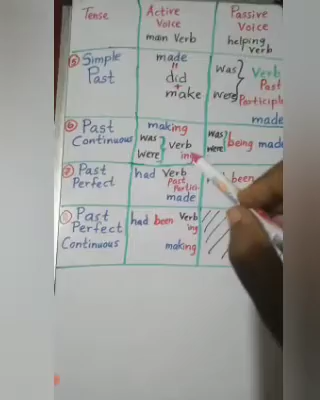 Tense
Active
Voice
main Verb
Passive
Voice
helping
verb
⑤ Simple
Past
made
"
did
+
make
was
were
Verb
Past
Participle
made
⑥ Past
Continuous
making
was
were
verb
ing
was
were
being made
⑦ Past
Perfect
had Verb
Past
Partici-
made
been
Past
Perfect
Continuous
had been Verb
ing
making